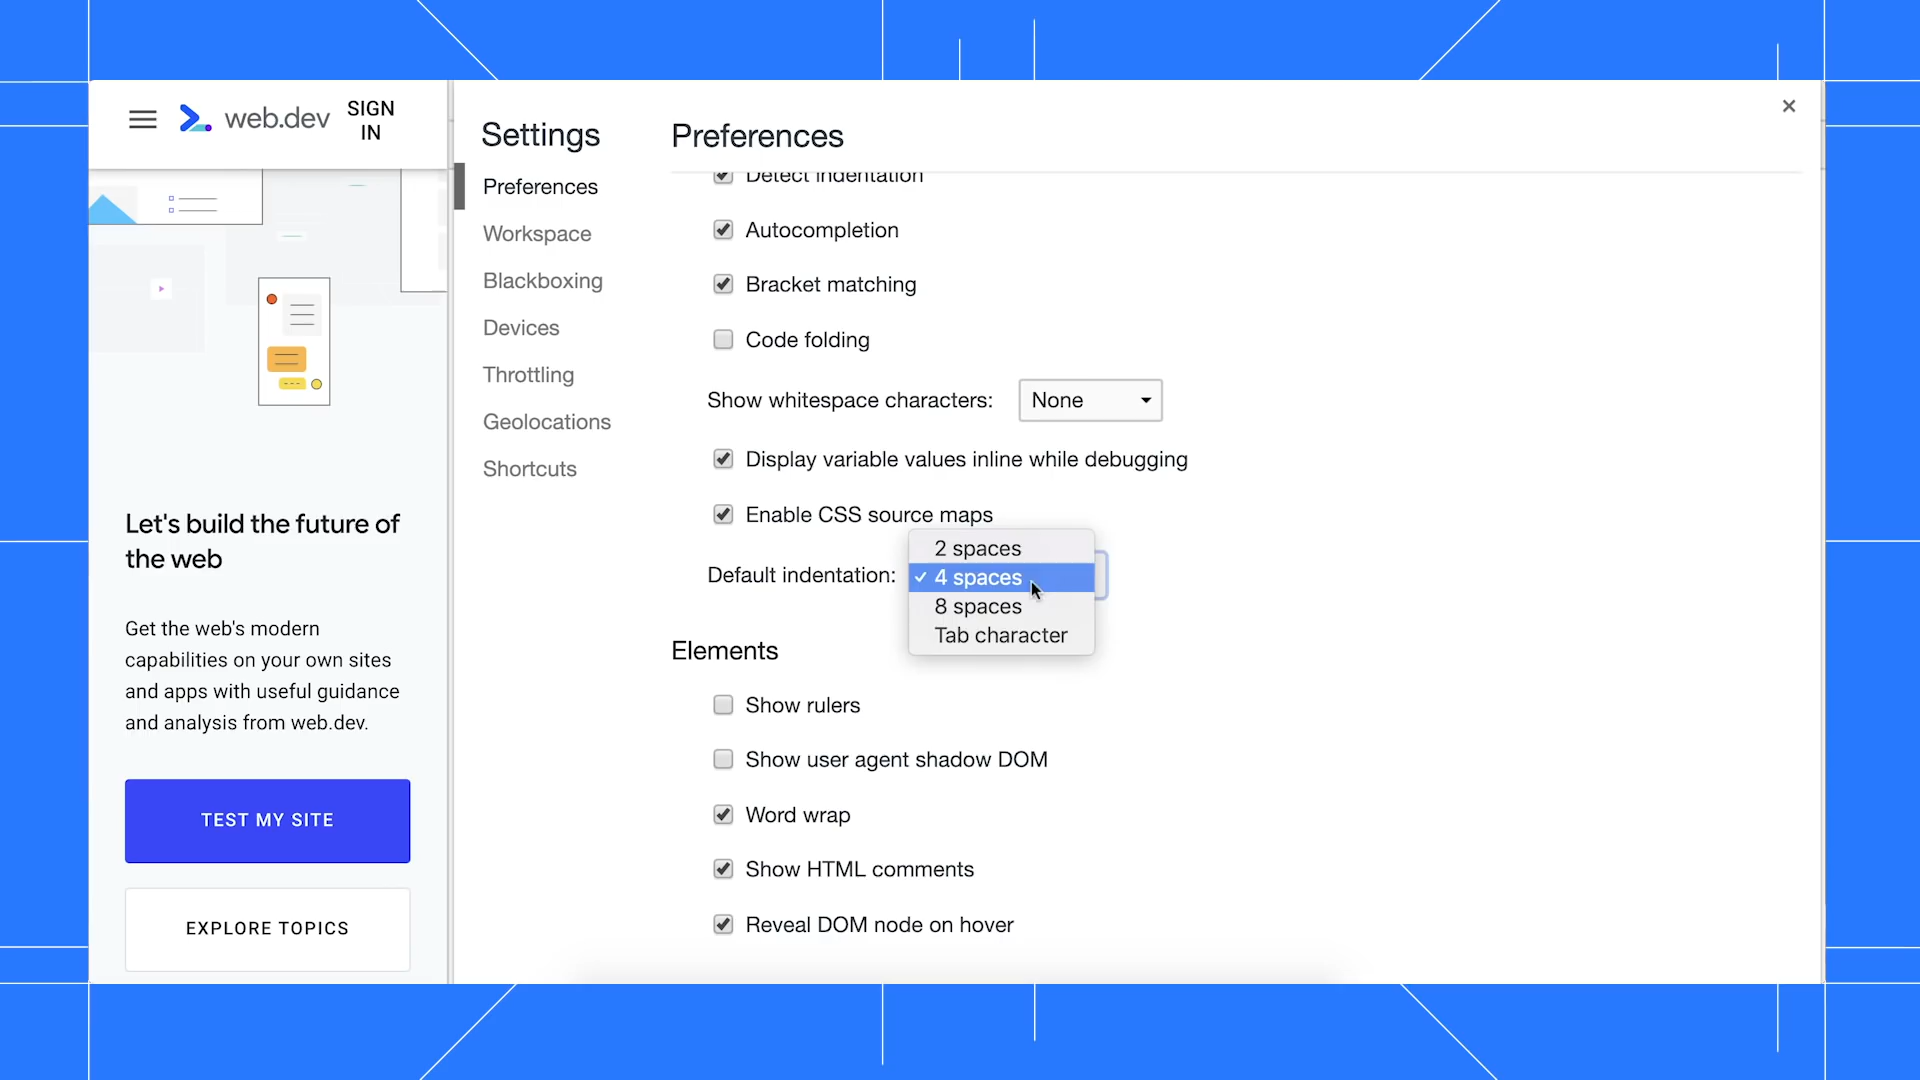 web.dev
SIGN
IN
Let's build the future of
the web
Get the web's modern
capabilities on your own sites
and apps with useful guidance
and analysis from web.dev.
TEST MY SITE
EXPLORE TOPICS
Settings
Preferences
Workspace
Blackboxing
Devices
Throttling
Geolocations
Shortcuts
Preferences
Detect indentation
Autocompletion
Bracket matching
Code folding
Show whitespace characters: None
Display variable values inline while debugging
Enable CSS source maps
Default indentation:
2 spaces
4 spaces
8 spaces
Tab character
Elements
Show rulers
Show user agent shadow DOM
Word wrap
Show HTML comments
Reveal DOM node on hover